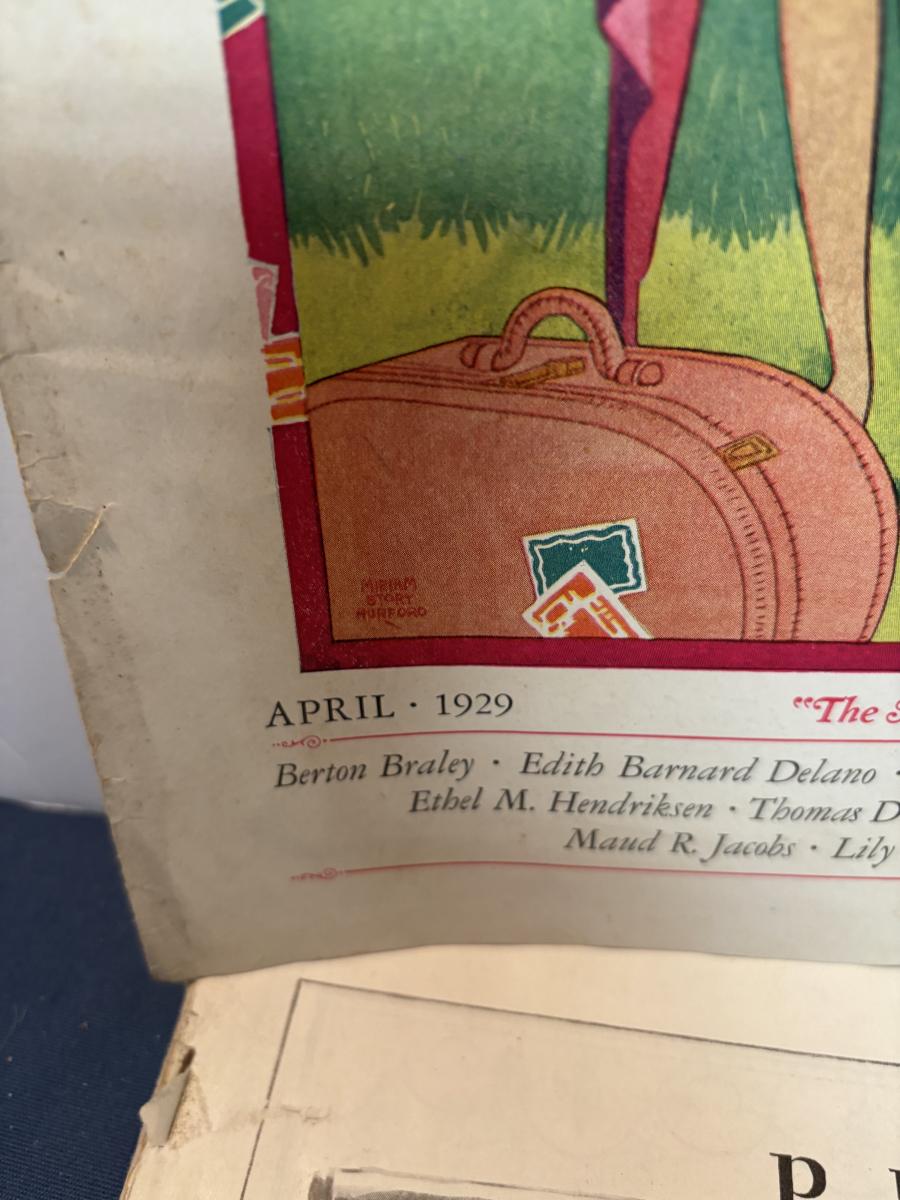 MIRIAM
STORY
HURFORD
APRIL · 1929 “The
Berton Braley · Edith Barnard Delano ·
Ethel M. Hendriksen · Thomas D
Maud R. Jacobs · Lily
P